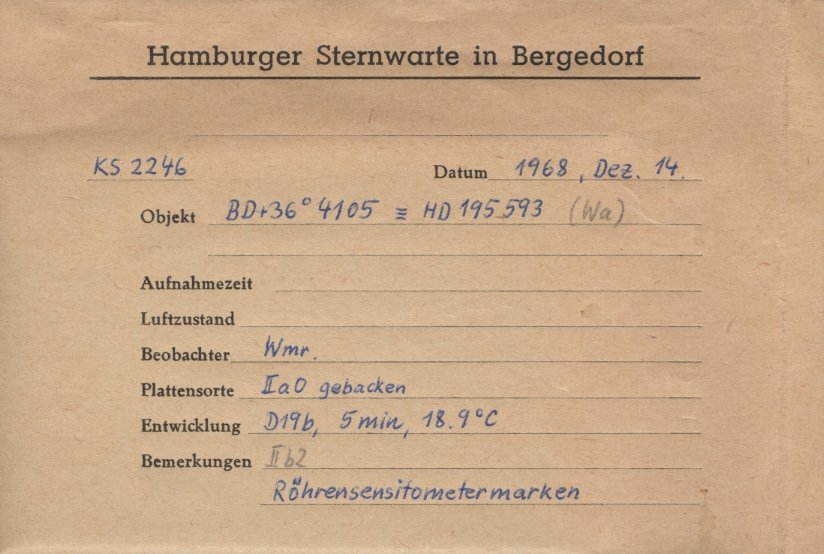 Hamburger Sternwarte in Bergedorf
KS 2246 Datum 1968, Dez. 14.
Objekt BD+36° 4105 ≡ HD 195593 (Wa)
Aufnahmezeit
Luftzustand
Beobachter Wmr.
Plattensorte IIaO gebacken
Entwicklung D19b, 5 min, 18.9°C
Bemerkungen IIb2
Röhrensensitometermarken